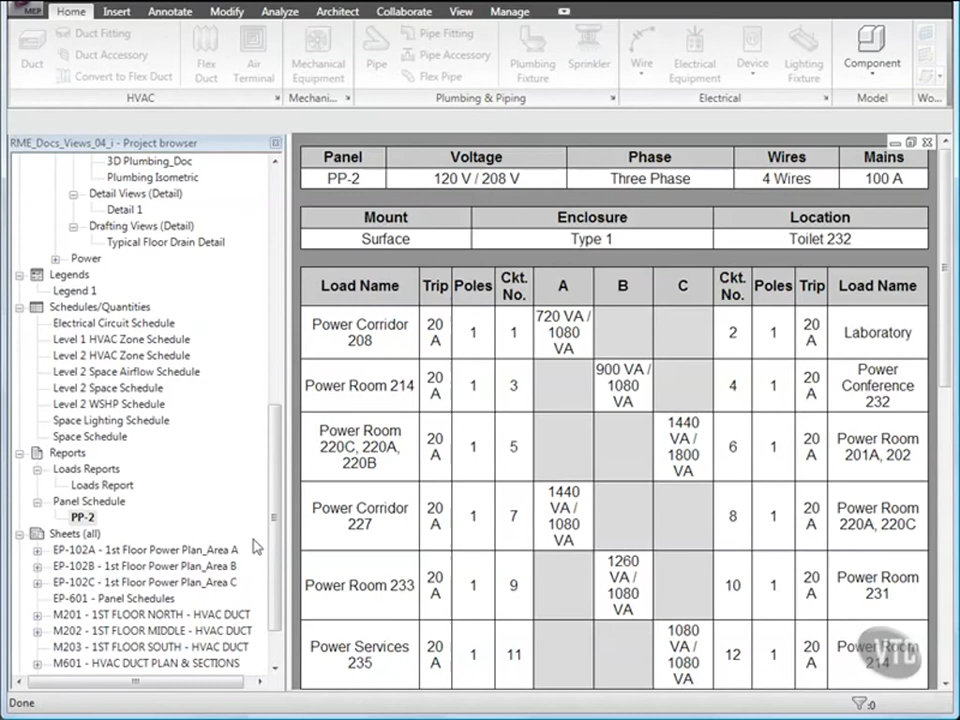 MEP
Home Insert Annotate Modify Analyze Architect Collaborate View Manage
Duct
Duct Fitting
Duct Accessory
Convert to Flex Duct
Flex
Duct
Air
Terminal
Mechanical
Equipment
Pipe
Pipe Fitting
Pipe Accessory
Flex Pipe
Plumbing
Fixture
Sprinkler
Wire
Electrical
Equipment
Device
Lighting
Fixture
Component
HVAC Mechani... Plumbing & Piping Electrical Model Wo...
RME_Docs_Views_04_i - Project browser
3D Plumbing_Doc
Plumbing Isometric
Detail Views (Detail)
Detail 1
Drafting Views (Detail)
Typical Floor Drain Detail
Power
Legends
Legend 1
Schedules/Quantities
Electrical Circuit Schedule
Level 1 HVAC Zone Schedule
Level 2 HVAC Zone Schedule
Level 2 Space Airflow Schedule
Level 2 Space Schedule
Level 2 WSHP Schedule
Space Lighting Schedule
Space Schedule
Reports
Loads Reports
Loads Report
Panel Schedule
PP-2
Sheets (all)
EP-102A - 1st Floor Power Plan_Area A
EP-102B - 1st Floor Power Plan_Area B
EP-102C - 1st Floor Power Plan_Area C
EP-601 - Panel Schedules
M201 - 1ST FLOOR NORTH - HVAC DUCT
M202 - 1ST FLOOR MIDDLE - HVAC DUCT
M203 - 1ST FLOOR SOUTH - HVAC DUCT
M601 - HVAC DUCT PLAN & SECTIONS
Panel Voltage Phase Wires Mains
PP-2 120 V / 208 V Three Phase 4 Wires 100 A
Mount Enclosure Location
Surface Type 1 Toilet 232
Load Name Trip Poles Ckt. No. A B C Ckt. No. Poles Trip Load Name
Power Corridor 208 20 A 1 1 720 VA / 1080 VA 2 1 20 A Laboratory
Power Room 214 20 A 1 3 900 VA / 1080 VA 4 1 20 A Power Conference 232
Power Room 220C, 220A, 220B 20 A 1 5 1440 VA / 1800 VA 6 1 20 A Power Room 201A, 202
Power Corridor 227 20 A 1 7 1440 VA / 1080 VA 8 1 20 A Power Room 220A, 220C
Power Room 233 20 A 1 9 1260 VA / 1080 VA 10 1 20 A Power Room 231
Power Services 235 20 A 1 11 1080 VA / 1080 VA 12 1 20 A Power Room 214
VTC
Done
:0